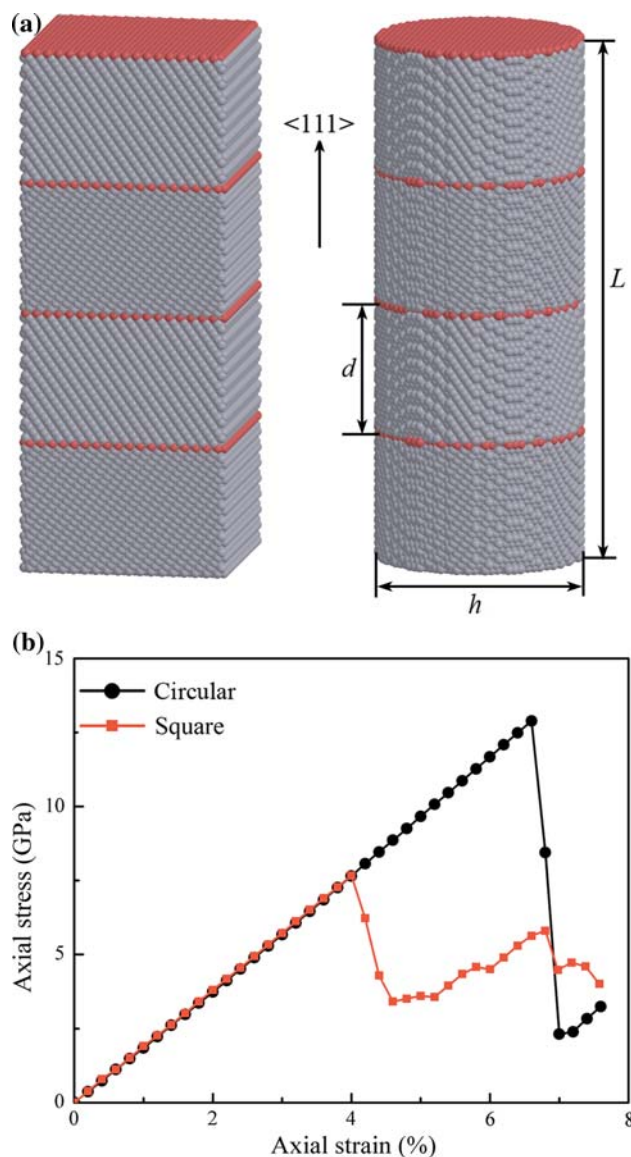 (a)
<111>
L
d
h
(b)
15
Circular
Square
10
5
0
Axial stress (GPa)
0 2 4 6 8
Axial strain (%)